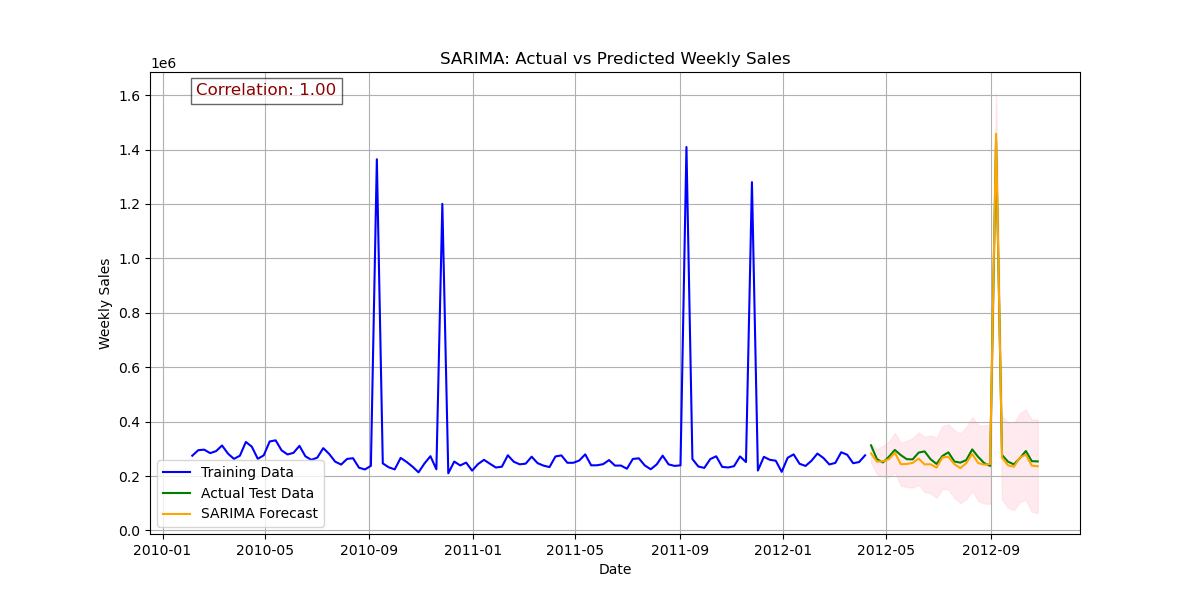 SARIMA: Actual vs Predicted Weekly Sales
1e6
Correlation: 1.00
1.6
1.4
1.2
1.0
0.8
0.6
0.4
0.2
0.0
Weekly Sales
Training Data
Actual Test Data
SARIMA Forecast
2010-01 2010-05 2010-09 2011-01 2011-05 2011-09 2012-01 2012-05 2012-09
Date